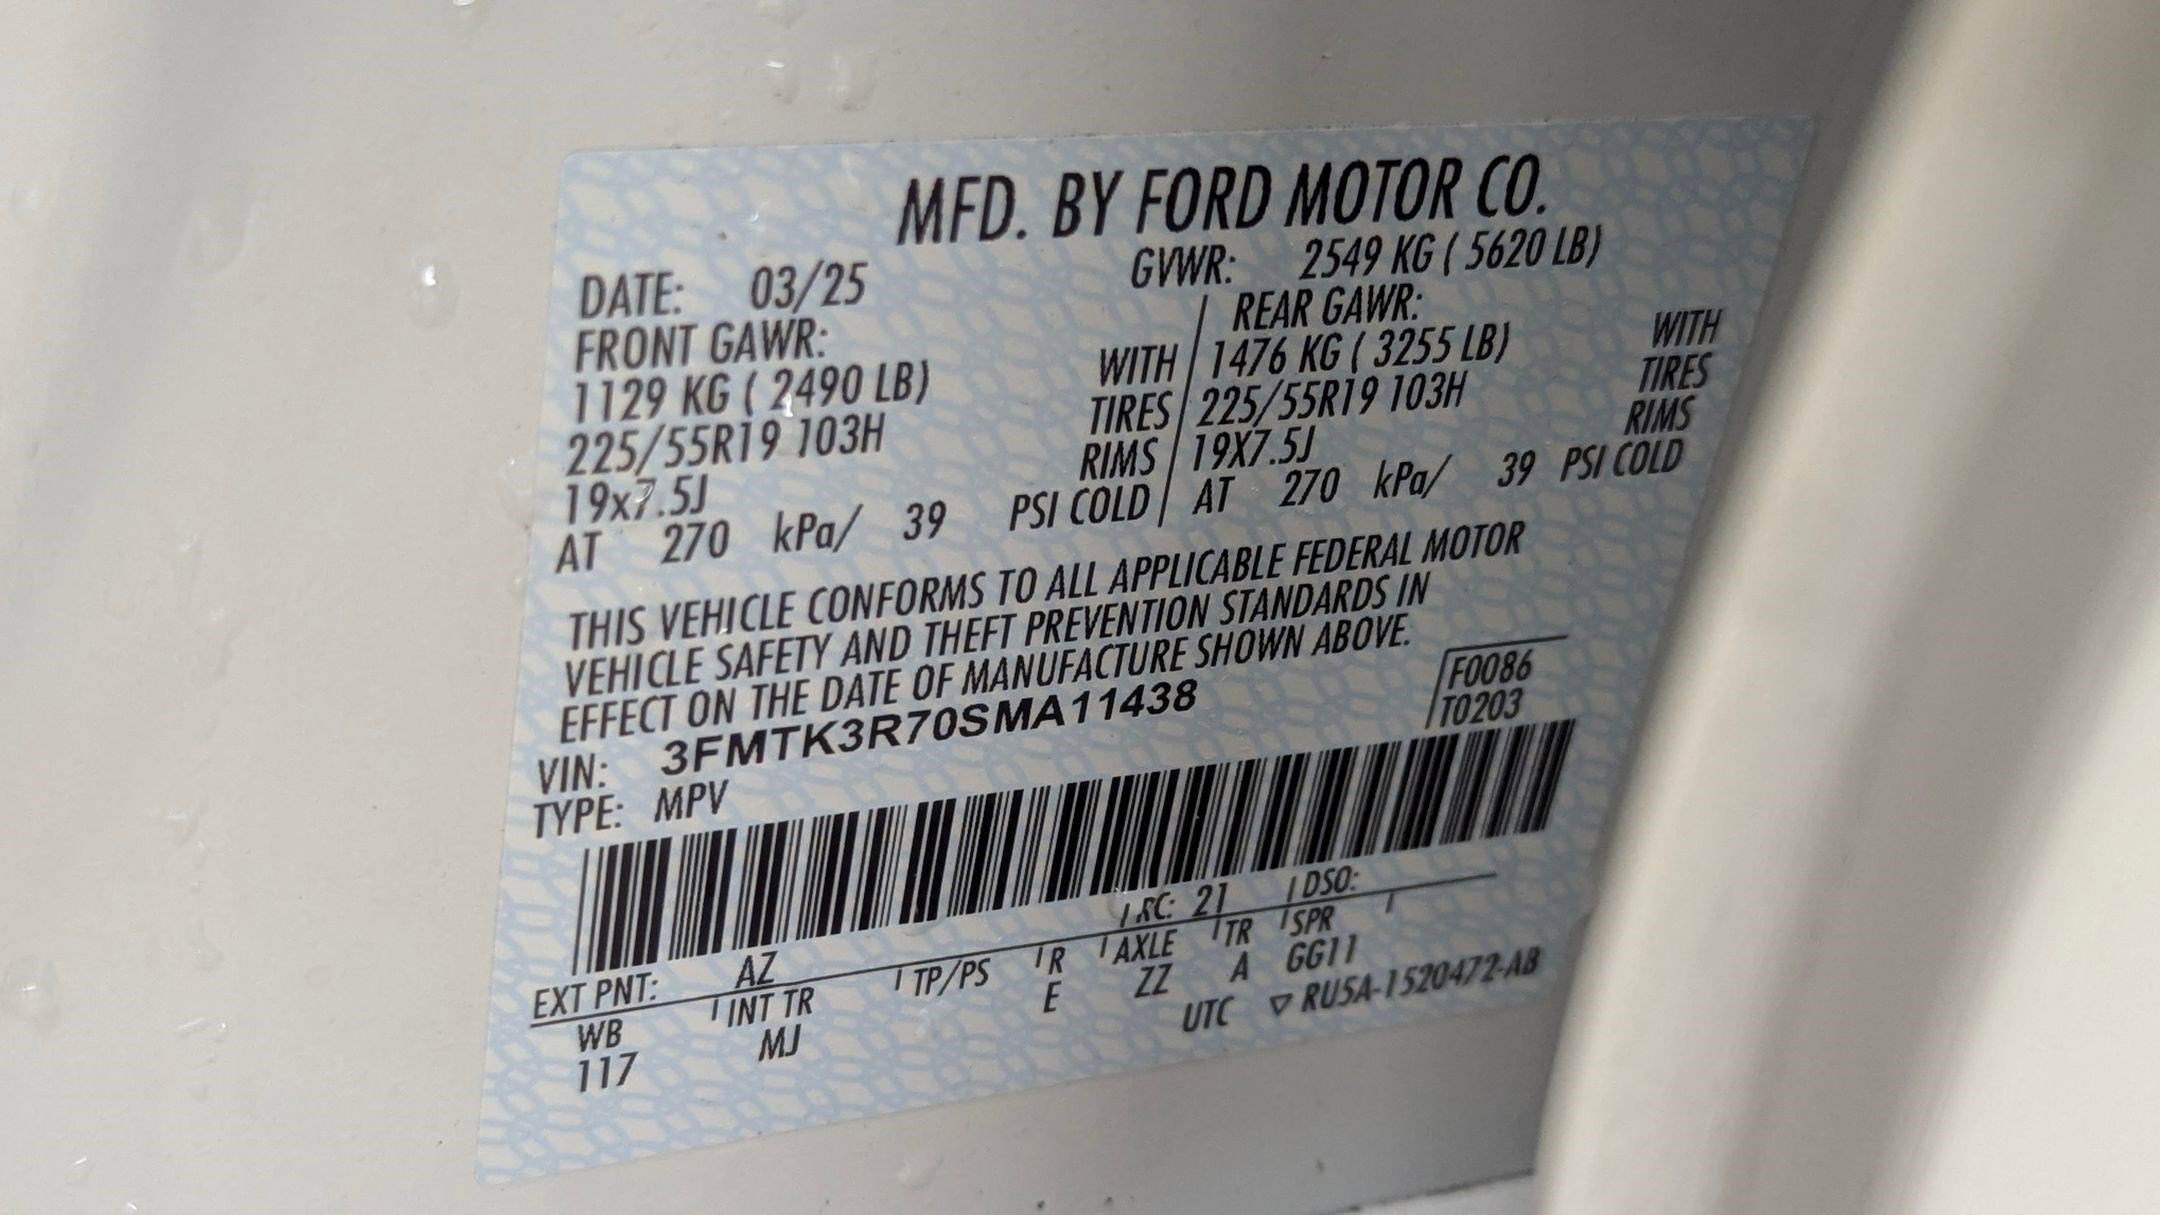 MFD. BY FORD MOTOR CO.
DATE: 03/25 GVWR: 2549 KG ( 5620 LB)
FRONT GAWR: REAR GAWR:
1129 KG ( 2490 LB) WITH 1476 KG ( 3255 LB) WITH
225/55R19 103H TIRES 225/55R19 103H TIRES
19x7.5J RIMS 19X7.5J RIMS
AT 270 kPa/ 39 PSI COLD AT 270 kPa/ 39 PSI COLD
THIS VEHICLE CONFORMS TO ALL APPLICABLE FEDERAL MOTOR
VEHICLE SAFETY AND THEFT PREVENTION STANDARDS IN
EFFECT ON THE DATE OF MANUFACTURE SHOWN ABOVE.
VIN: 3FMTK3R70SMA11438 F0086
TYPE: MPV T0203
EXT PNT: AZ RC: 21 DSO:
WB INT TR TP/PS R AXLE TR SPR
117 MJ E ZZ A GG11
UTC ▽ RU5A-1520472-AB